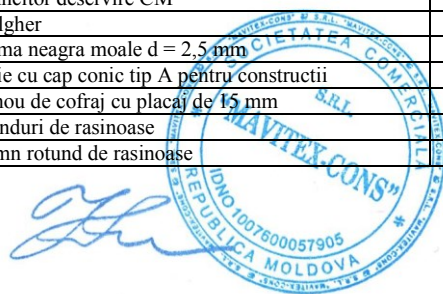 mcitor deservire CM
lgher
ma neagra moale d = 2,5 mm
ie cu cap conic tip A pentru constructii
nou de cofraj cu placaj de 15 mm
nduri de rasinoase
mn rotund de rasinoase
SOCIETATEA COMERCIALA
S.R.L.
"MAVITEX-CONS"
IDNO 1007600057905
REPUBLICA MOLDOVA